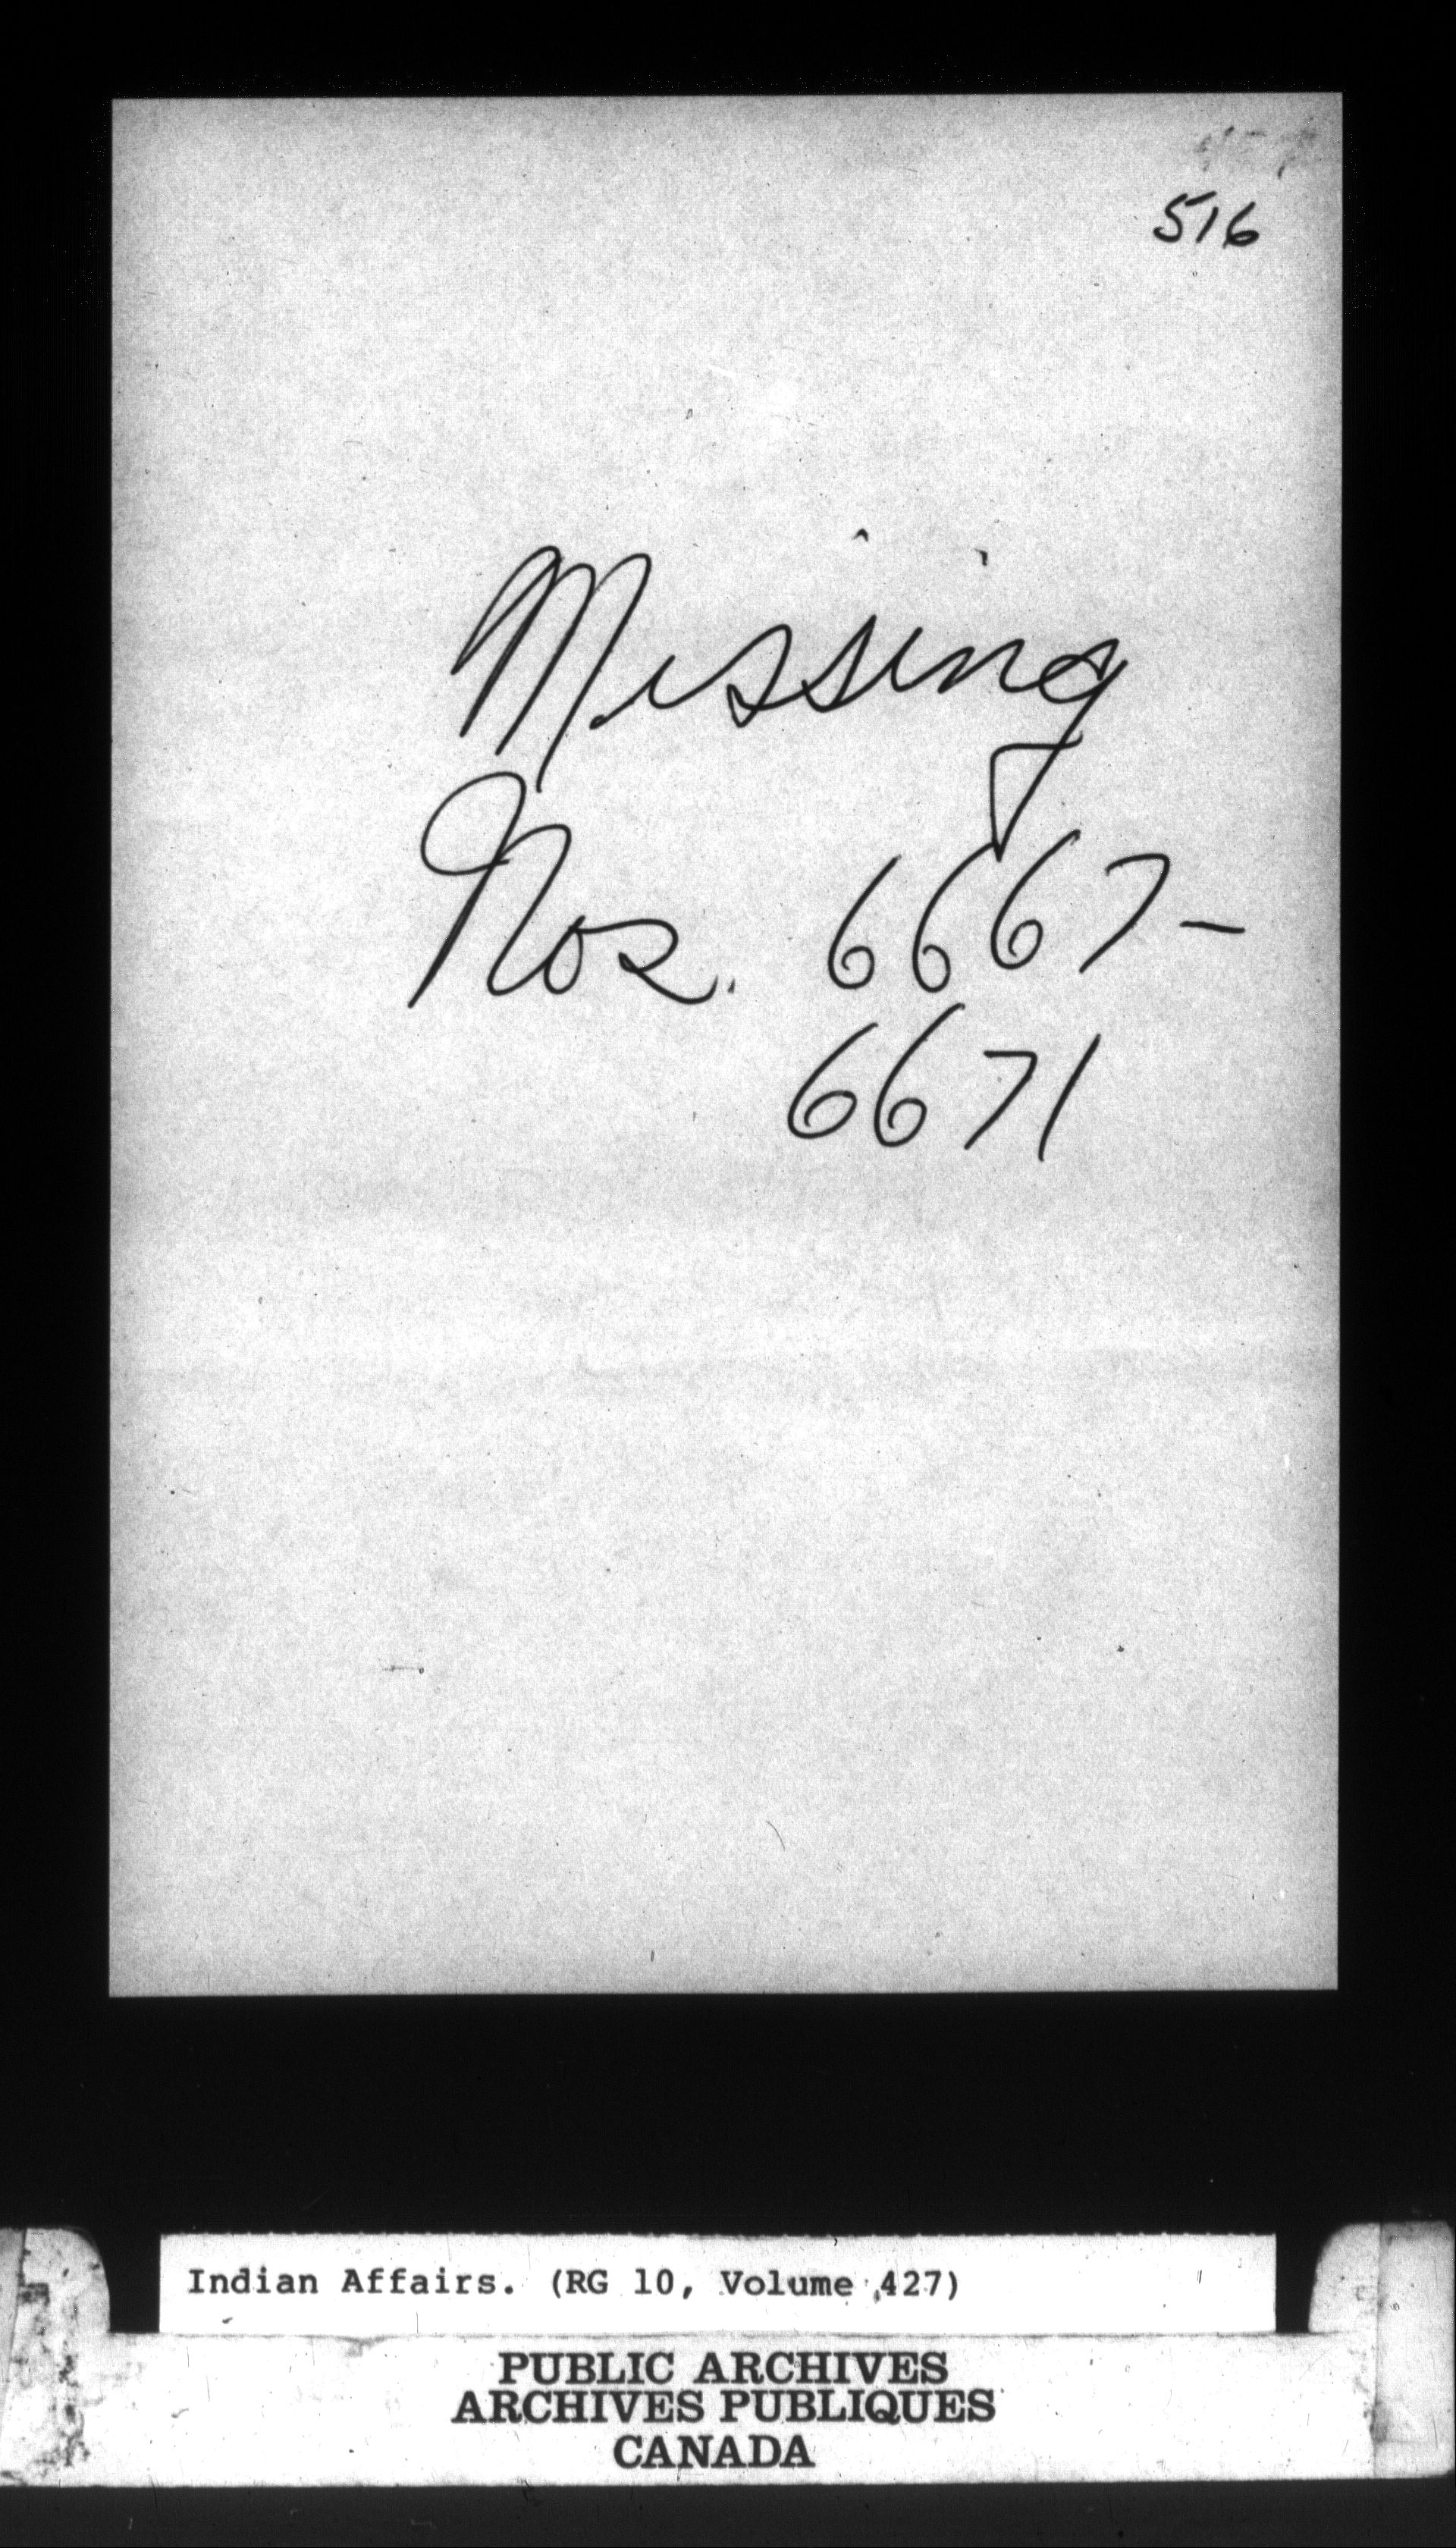 516
Missing
Nos. 6667-
6671
Indian Affairs. (RG 10, Volume 427)
PUBLIC ARCHIVES
ARCHIVES PUBLIQUES
CANADA